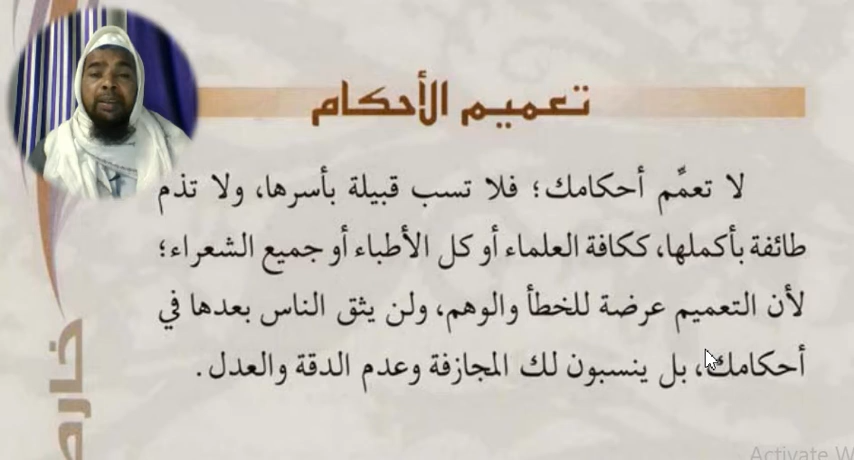 تعميم الأحكام
لا تعمِّم أحكامك؛ فلا تسب قبيلة بأسرها، ولا تذم
طائفة بأكملها، ككافة العلماء أو كل الأطباء أو جميع الشعراء؛
لأن التعميم عرضة للخطأ والوهم، ولن يثق الناس بعدها في
أحكامك، بل ينسبون لك المجازفة وعدم الدقة والعدل.
Activate W